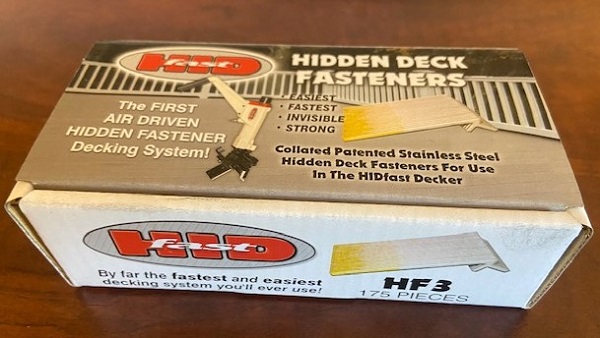 HID fast
HIDDEN DECK
FASTENERS
The FIRST
AIR DRIVEN
HIDDEN FASTENER
Decking System!
• EASIEST
• FASTEST
• INVISIBLE
• STRONG
Collated Patented Stainless Steel
Hidden Deck Fasteners For Use
In The HIDfast Decker
HID fast
By far the fastest and easiest
decking system you'll ever use!
HF3
175 PIECES